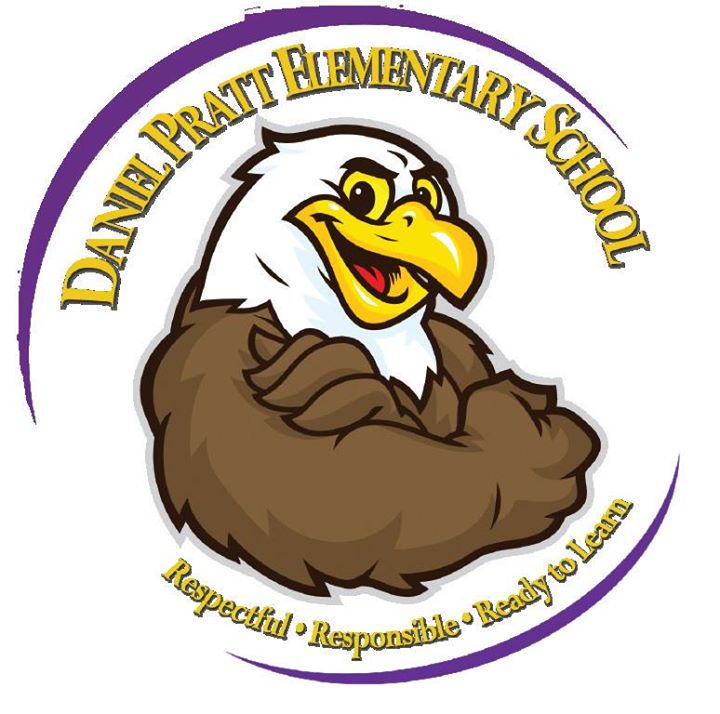 DANIEL PRATT ELEMENTARY SCHOOL
Respectful • Responsible • Ready to Learn